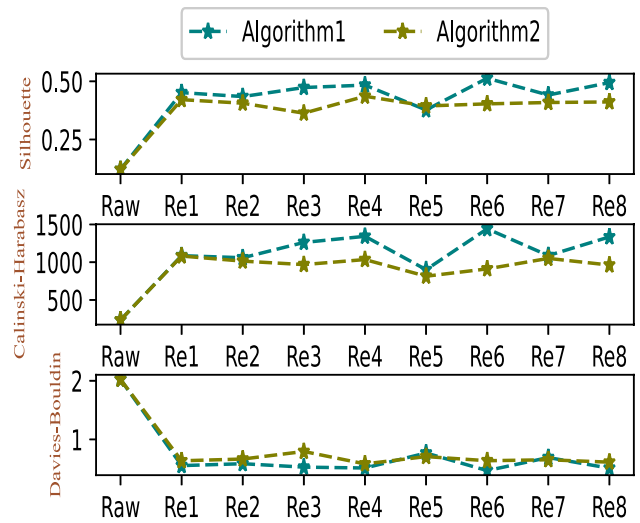 Algorithm1 Algorithm2
Silhouette
0.50
0.25
Raw Re1 Re2 Re3 Re4 Re5 Re6 Re7 Re8
Calinski-Harabasz
1500
1000
500
Raw Re1 Re2 Re3 Re4 Re5 Re6 Re7 Re8
Davies-Bouldin
2
1
Raw Re1 Re2 Re3 Re4 Re5 Re6 Re7 Re8